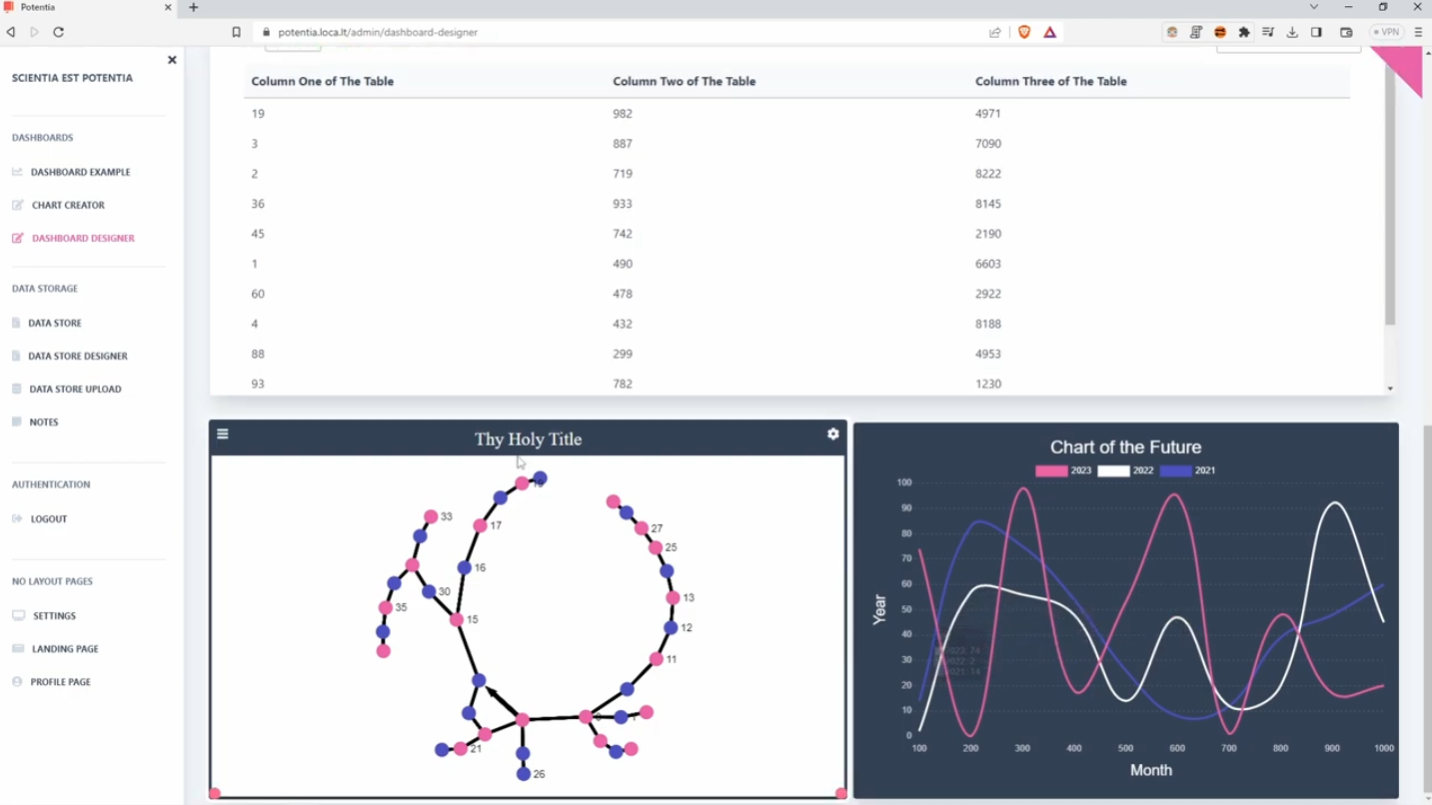 Potentia
potentia.loca.lt/admin/dashboard-designer
VPN
SCIENTIA EST POTENTIA
DASHBOARDS
DASHBOARD EXAMPLE
CHART CREATOR
DASHBOARD DESIGNER
DATA STORAGE
DATA STORE
DATA STORE DESIGNER
DATA STORE UPLOAD
NOTES
AUTHENTICATION
LOGOUT
NO LAYOUT PAGES
SETTINGS
LANDING PAGE
PROFILE PAGE
Column One of The Table Column Two of The Table Column Three of The Table
19 982 4971
3 887 7090
2 719 8222
36 933 8145
45 742 2190
1 490 6603
60 478 2922
4 432 8188
88 299 4953
93 782 1230
Thy Holy Title
33
17
27
25
16
30
13
35
15
12
11
21
26
Chart of the Future
2023 2022 2021
100
90
80
70
60
50
40
30
20
10
0
Year
2023: 74
2022: 2
2021: 14
100 200 300 400 500 600 700 800 900 1000
Month